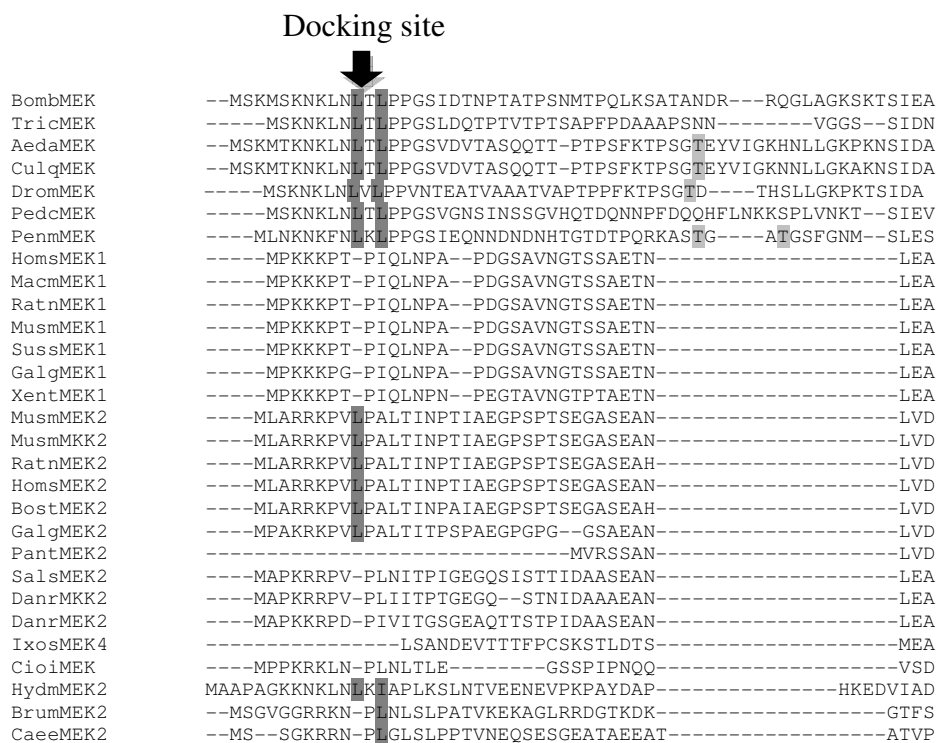 Docking site
BombMEK --MSKMSKNKLNLTLPPGSIDTNPTATPSNMTPQLKSATANDR---RQGLAGKSKTSIEA
TricMEK -----MSKNKLNLTLPPGSLDQTPTVTPTSAPFPDAAAPSNN--------VGGS--SIDN
AedaMEK --MSKMTKNKLNLTLPPGSVDVTASQQTT-PTPSFKTPSGTEYVIGKHNLLGKPKNSIDA
CulqMEK --MSKMTKNKLNLTLPPGSVDVTASQQTT-PTPSFKTPSGTEYVIGKNNLLGKAKNSIDA
DromMEK -----MSKNKLNLVLPPVNTEATVAAATVAPTPPFKTPSGTD----THSLLGKPKTSIDA
PedcMEK -----MSKNKLNLTLPPGSVGNSINSSGVHQTDQNNPFDQQHFLNKKSPLVNKT--SIEV
PenmMEK -----MLNKNKFNLKLPPGSIEQNNDNDNHTGTDTPQRKASTG----ATGSFGNM--SLES
HomsMEK1 -----MPKKKPT-PIQLNPA--PDGSAVNGTSSAETN--------------------LEA
MacmMEK1 -----MPKKKPT-PIQLNPA--PDGSAVNGTSSAETN--------------------LEA
RatnMEK1 -----MPKKKPT-PIQLNPA--PDGSAVNGTSSAETN--------------------LEA
MusmMEK1 -----MPKKKPT-PIQLNPA--PDGSAVNGTSSAETN--------------------LEA
SussMEK1 -----MPKKKPT-PIQLNPA--PDGSAVNGTSSAETN--------------------LEA
GalgMEK1 -----MPKKKPG-PIQLNPA--PDGSAVNGTSSAETN--------------------LEA
XentMEK1 -----MPKKKPT-PIQLNPN--PEGTAVNGTPTAETN--------------------LEA
MusmMEK2 ----MLARRKPVLPALTINPTIAEGPSPTSEGASEAN--------------------LVD
MusmMKK2 ----MLARRKPVLPALTINPTIAEGPSPTSEGASEAN--------------------LVD
RatnMEK2 ----MLARRKPVLPALTINPTIAEGPSPTSEGASEAH--------------------LVD
HomsMEK2 ----MLARRKPVLPALTINPTIAEGPSPTSEGASEAN--------------------LVD
BostMEK2 ----MLARRKPVLPALTINPAIAEGPSPTSEGASEAH--------------------LVD
GalgMEK2 ----MPAKRKPVLPALTITPSPAEGPGPG--GSAEAN--------------------LVD
PantMEK2 ------------------------------MVRSSAN--------------------LVD
SalsMEK2 ----MAPKRRPV-PLNITPIGEGQSISTTIDAASEAN--------------------LEA
DanrMKK2 ----MAPKRRPV-PLIITPTGEGQ--STNIDAAAEAN--------------------LEA
DanrMEK2 ----MAPKKRPD-PIVITGSGEAQTTSTPIDAASEAN--------------------LEA
IxosMEK4 ----------------LSANDEVTTTFPCSKSTLDTS--------------------MEA
CioiMEK ----MPPKRKLN-PLNLTLE--------GSSPIPNQQ--------------------VSD
HydmMEK2 MAAPAGKKNKLNLKIAPLKSLNTVEENEVPKPAYDAP---------------HKEDVIAD
BrumMEK2 --MSGVGGRRKN-PLNLSLPATVKEKAGLRRDGTKDK-------------------GTFS
CaeeMEK2 --MS--SGKRRN-PLGLSLPPTVNEQSESGEATAEEAT------------------ATVP